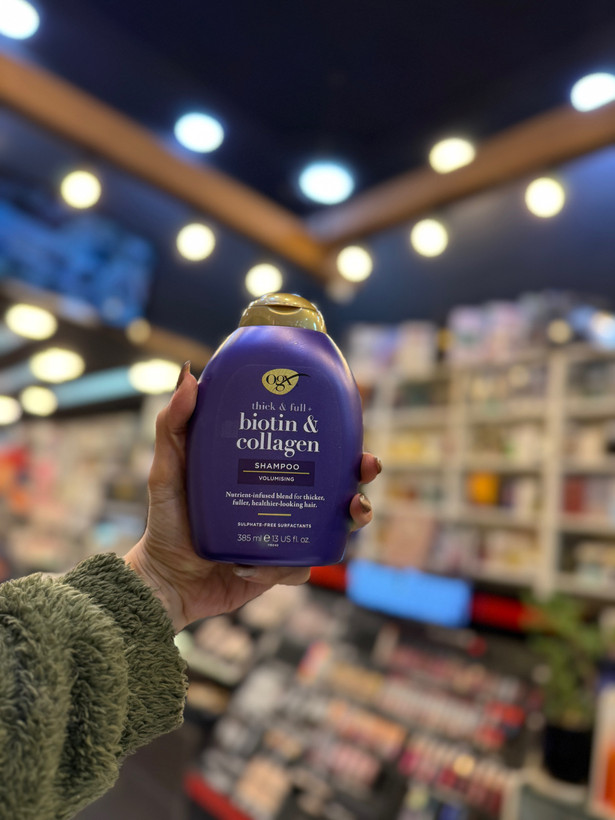 ogx
thick & full+
biotin &
collagen
SHAMPOO
VOLUMISING
Nutrient-infused blend for thicker,
fuller, healthier-looking hair.
SULPHATE-FREE SURFACTANTS
385 ml ℮ 13 US fl. oz.